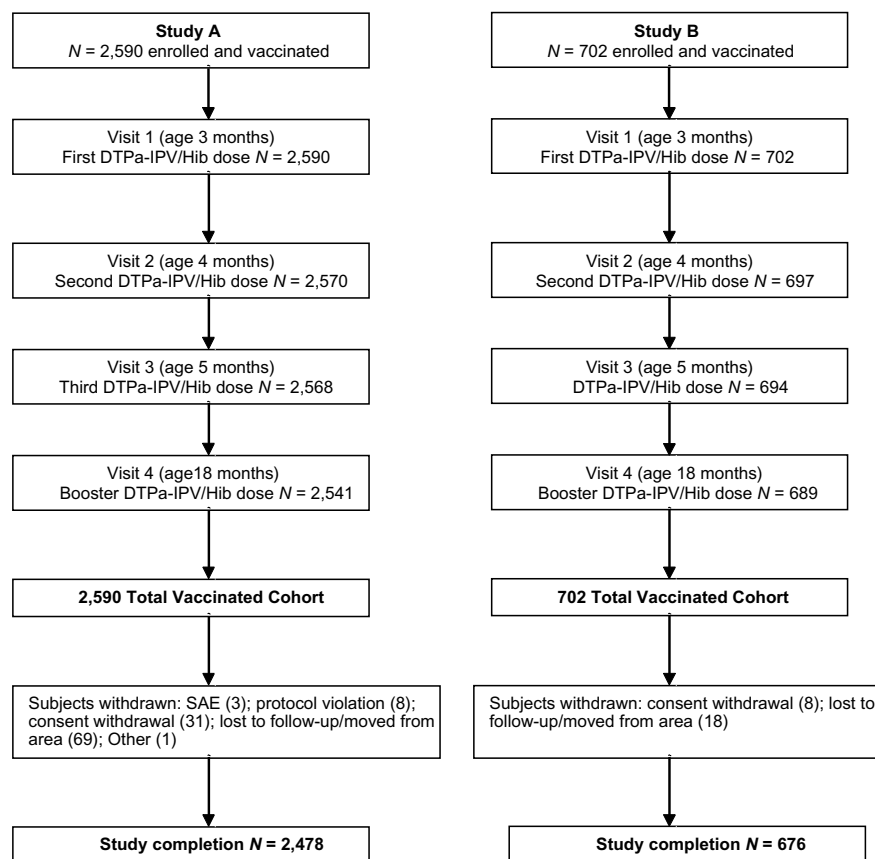 Study A
N = 2,590 enrolled and vaccinated
Visit 1 (age 3 months)
First DTPa-IPV/Hib dose N = 2,590
Visit 2 (age 4 months)
Second DTPa-IPV/Hib dose N = 2,570
Visit 3 (age 5 months)
Third DTPa-IPV/Hib dose N = 2,568
Visit 4 (age18 months)
Booster DTPa-IPV/Hib dose N = 2,541
2,590 Total Vaccinated Cohort
Subjects withdrawn: SAE (3); protocol violation (8);
consent withdrawal (31); lost to follow-up/moved from
area (69); Other (1)
Study completion N = 2,478
Study B
N = 702 enrolled and vaccinated
Visit 1 (age 3 months)
First DTPa-IPV/Hib dose N = 702
Visit 2 (age 4 months)
Second DTPa-IPV/Hib dose N = 697
Visit 3 (age 5 months)
DTPa-IPV/Hib dose N = 694
Visit 4 (age 18 months)
Booster DTPa-IPV/Hib dose N = 689
702 Total Vaccinated Cohort
Subjects withdrawn: consent withdrawal (8); lost to
follow-up/moved from area (18)
Study completion N = 676